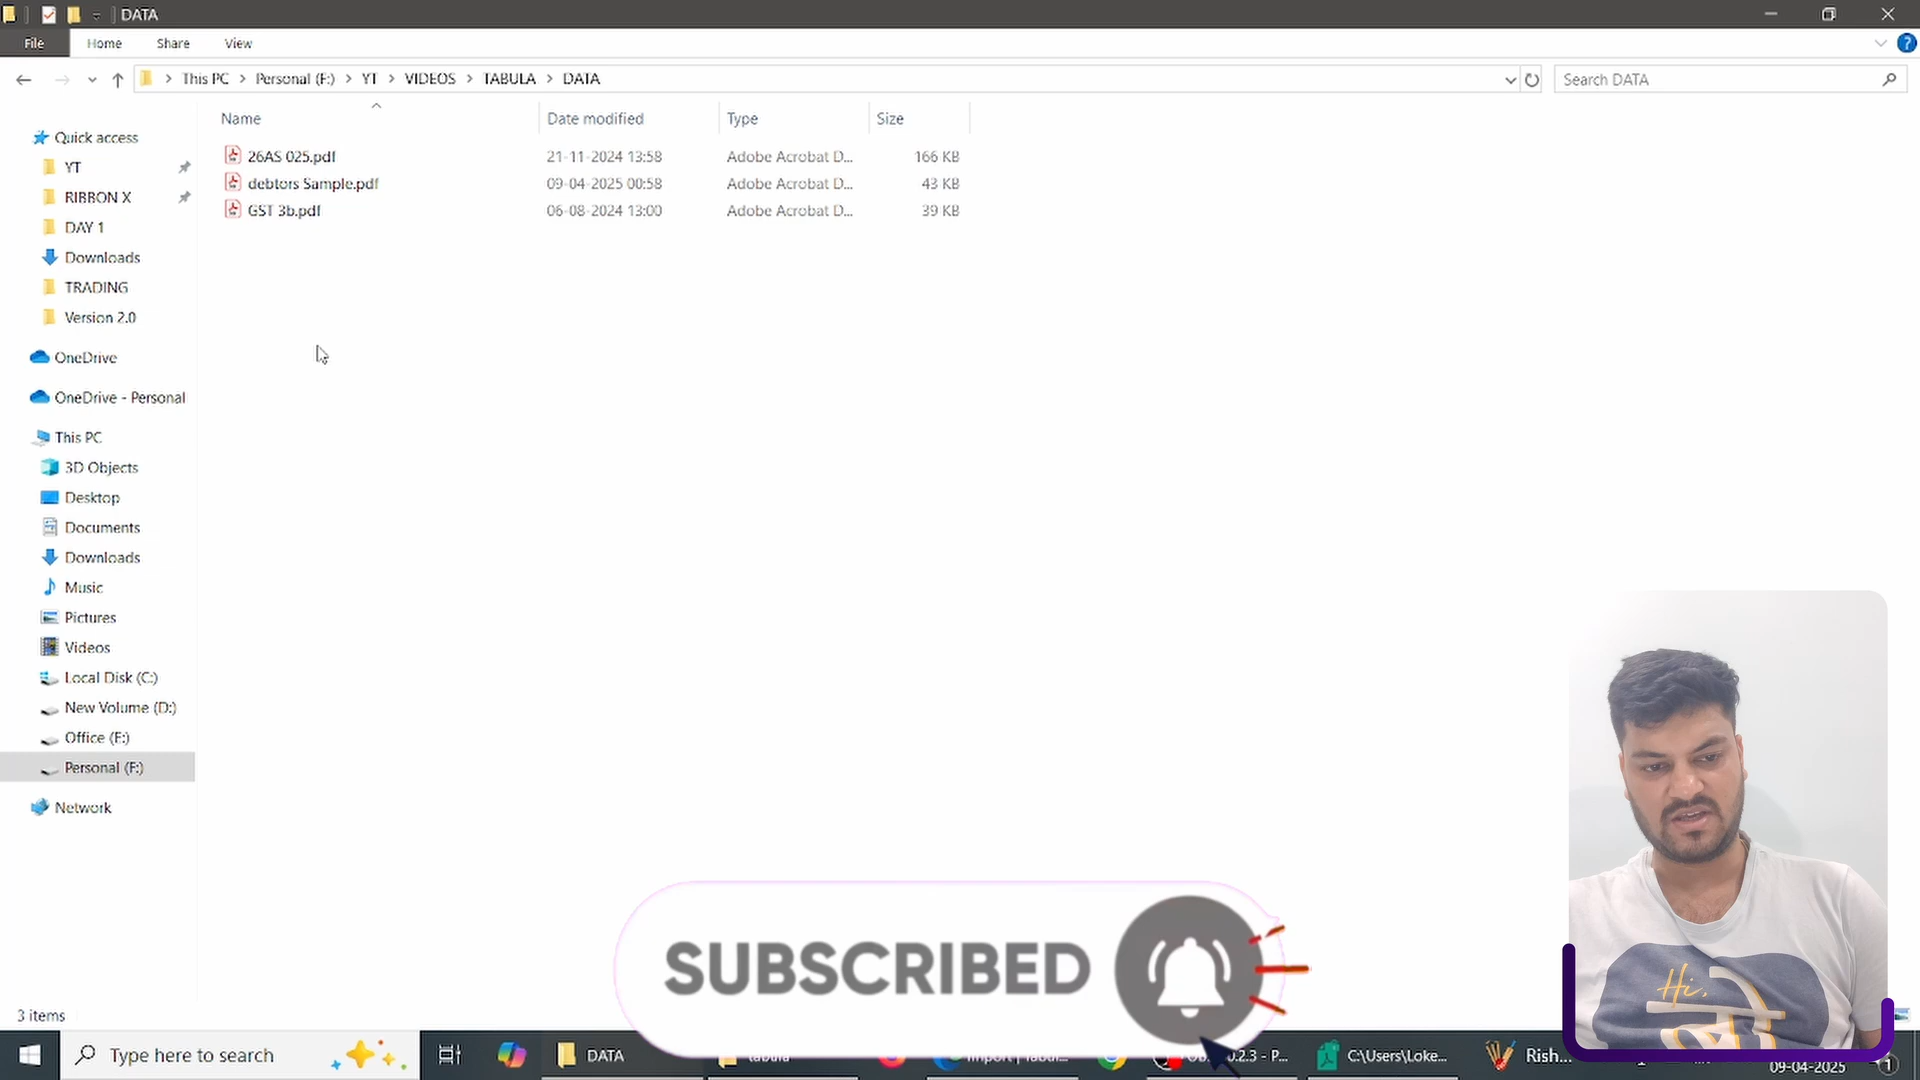 DATA
File Home Share View
This PC Personal (F:) YT VIDEOS TABULA DATA
Search DATA
Name Date modified Type Size
26AS 025.pdf 21-11-2024 13:58 Adobe Acrobat D... 166 KB
debtors Sample.pdf 09-04-2025 00:58 Adobe Acrobat D... 43 KB
GST 3b.pdf 06-08-2024 13:00 Adobe Acrobat D... 39 KB
Quick access
YT
RIBBON X
DAY 1
Downloads
TRADING
Version 2.0
OneDrive
OneDrive - Personal
This PC
3D Objects
Desktop
Documents
Downloads
Music
Pictures
Videos
Local Disk (C:)
New Volume (D:)
Office (E:)
Personal (F:)
Network
SUBSCRIBED
Hi,
3 items
Type here to search
DATA
C:\Users\Loke...
Rish...
09-04-2025
1